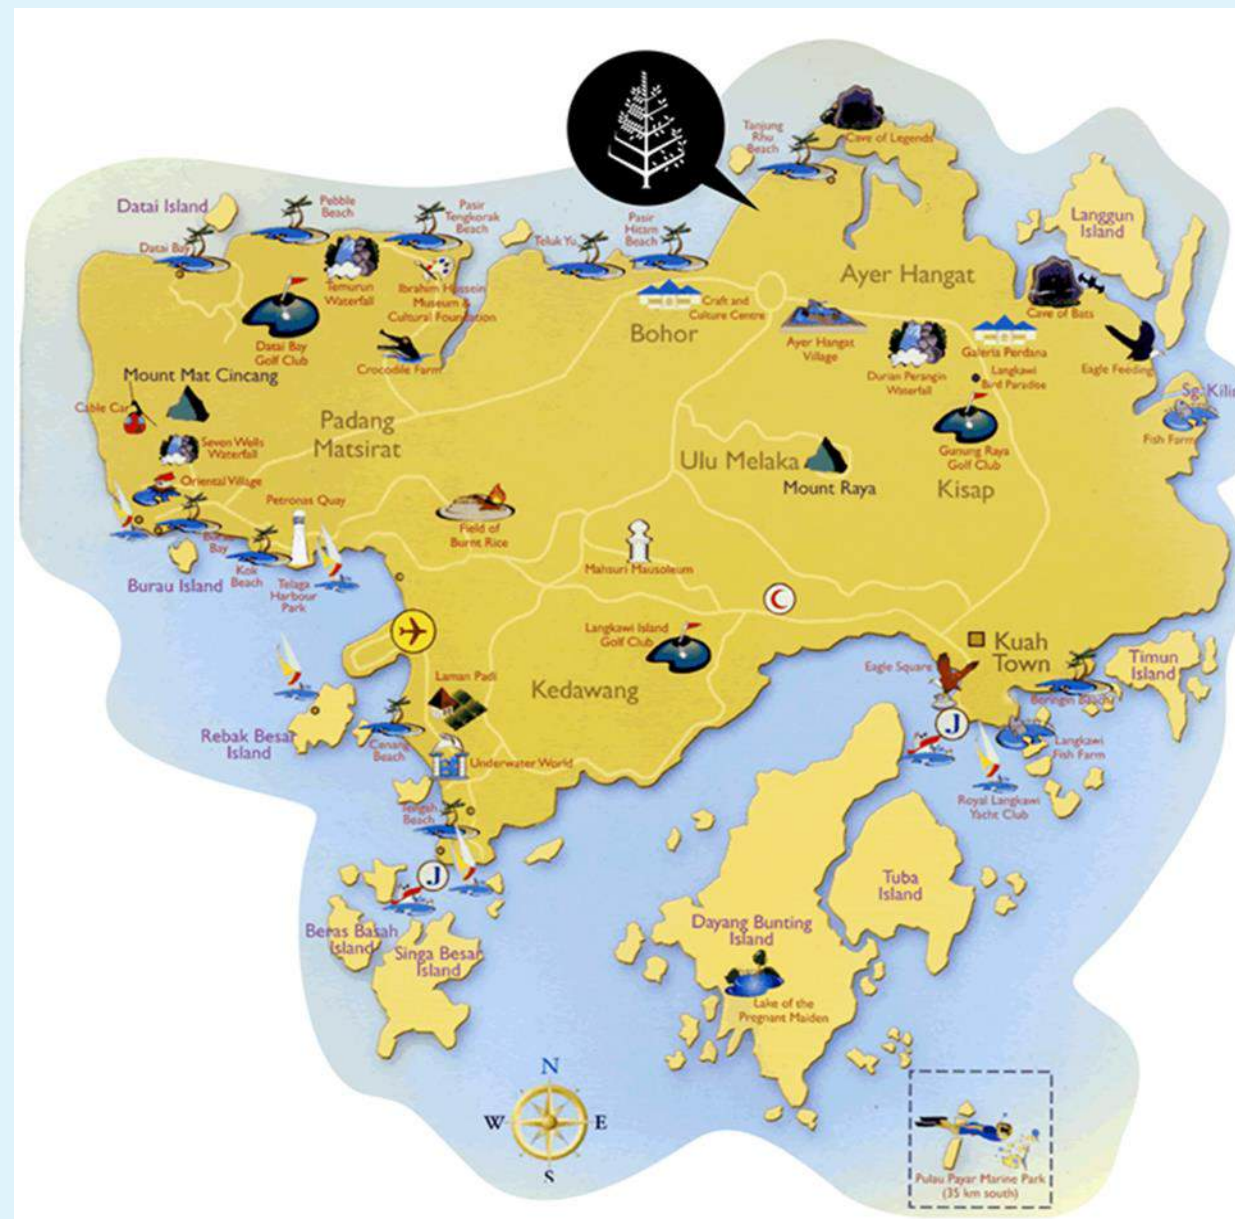 Tanjung
Rhu
Beach
Cave of Legends
Datai Island
Pebble
Beach
Pasir
Tengkorak
Beach
Pasir
Hitam
Beach
Langgun
Island
Datai Bay
Teluk Yu
Temurun
Waterfall
Ibrahim Hussein
Museum &
Cultural Foundation
Ayer Hangat
Cave of Bats
Craft and
Culture Centre
Bohor
Datai Bay
Golf Club
Crocodile Farm
Ayer Hangat
Village
Durian Perangin
Waterfall
Galeria Perdana
Langkawi
Bird Paradise
Eagle Feeding
Mount Mat Cincang
Cable Car
Padang
Matsirat
Sg. Kilim
Fish Farm
Seven Wells
Waterfall
Ulu Melaka
Mount Raya
Gunung Raya
Golf Club
Kisap
Oriental Village
Petronas Quay
Field of
Burnt Rice
Burau
Bay
Kok
Beach
Telaga
Harbour
Park
Burau Island
Mahsuri Mausoleum
Langkawi Island
Golf Club
Kuah
Town
Eagle Square
Timun
Island
Laman Padi
Kedawang
Beringin Beach
Rebak Besar
Island
Cenang
Beach
Underwater World
J
Langkawi
Fish Farm
Royal Langkawi
Yacht Club
Tengah
Beach
J
Tuba
Island
Beras Basah
Island
Singa Besar
Island
Dayang Bunting
Island
Lake of the
Pregnant Maiden
N
W E
S
Pulau Payar Marine Park
(35 km south)